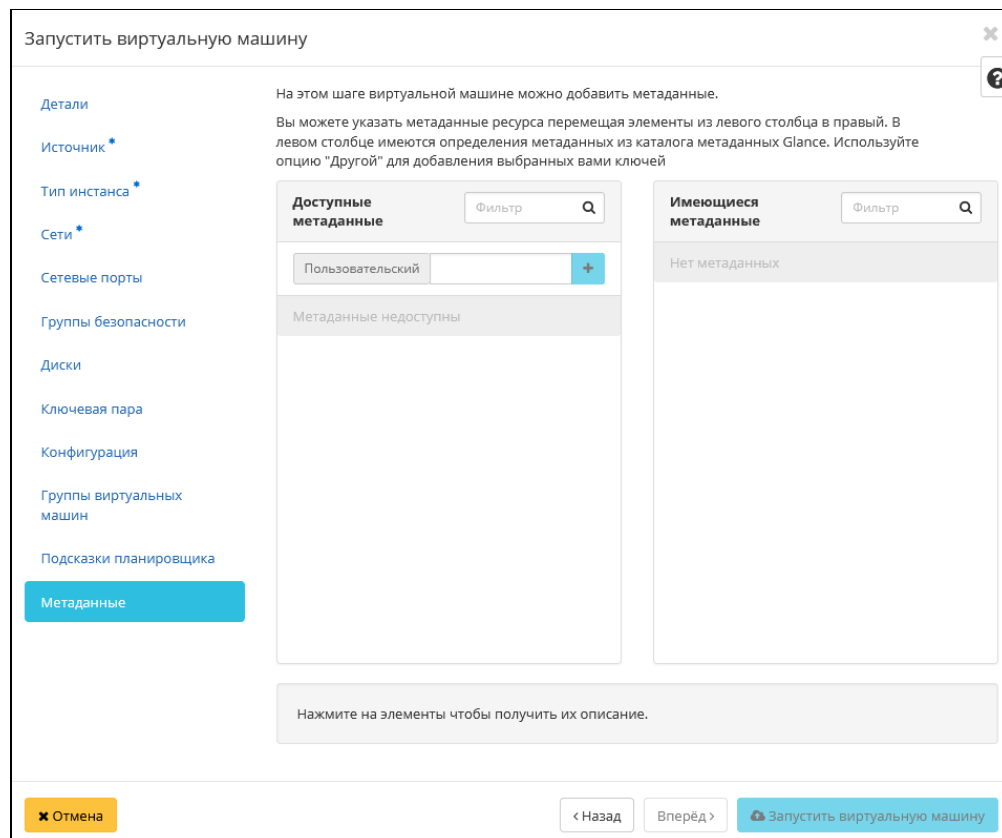 Запустить виртуальную машину
Детали
Источник *
Тип инстанса *
Сети *
Сетевые порты
Группы безопасности
Диски
Ключевая пара
Конфигурация
Группы виртуальных
машин
Подсказки планировщика
Метаданные
На этом шаге виртуальной машине можно добавить метаданные.
Вы можете указать метаданные ресурса перемещая элементы из левого столбца в правый. В
левом столбце имеются определения метаданных из каталога метаданных Glance. Используйте
опцию "Другой" для добавления выбранных вами ключей
Доступные
метаданные
Фильтр
Пользовательский
Метаданные недоступны
Имеющиеся
метаданные
Фильтр
Нет метаданных
Нажмите на элементы чтобы получить их описание.
Отмена
‹ Назад
Вперёд ›
Запустить виртуальную машину